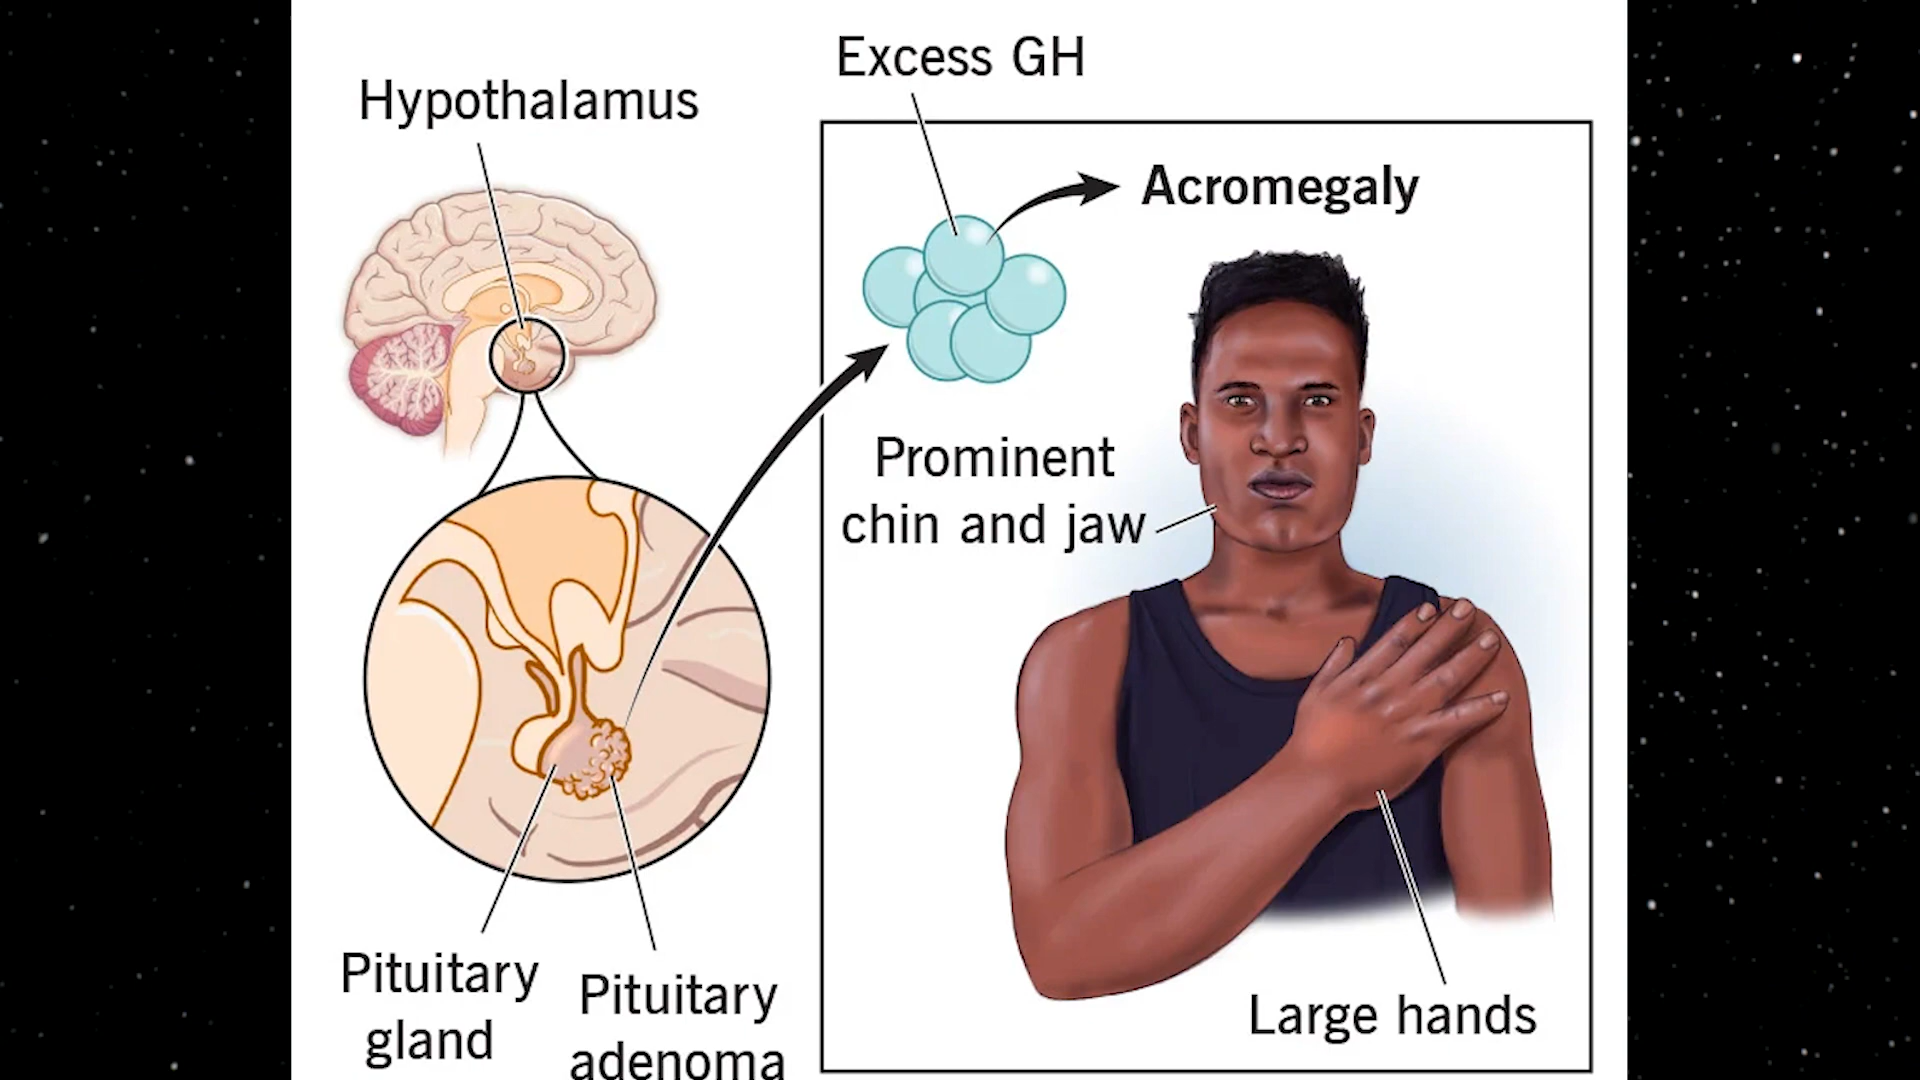 Excess GH
Hypothalamus
Acromegaly
Prominent
chin and jaw
Pituitary
gland
Pituitary
adenoma
Large hands